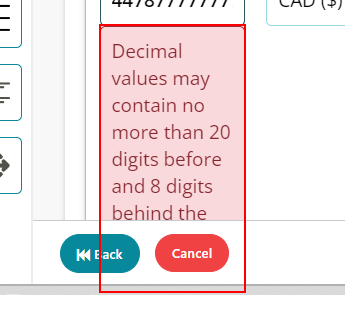 44787777777
CAD ($)
Decimal
values may
contain no
more than 20
digits before
and 8 digits
behind the
Back
Cancel